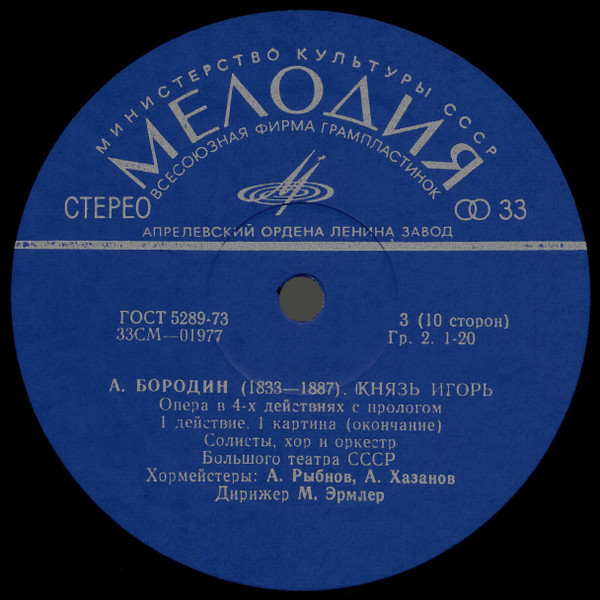 МИНИСТЕРСТВО КУЛЬТУРЫ СССР
МЕЛОДИЯ
ВСЕСОЮЗНАЯ ФИРМА ГРАМПЛАСТИНОК
СТЕРЕО
33
АПРЕЛЕВСКИЙ ОРДЕНА ЛЕНИНА ЗАВОД
ГОСТ 5289-73
33СМ—01977
3 (10 сторон)
Гр. 2. 1-20
А. БОРОДИН (1833—1887). КНЯЗЬ ИГОРЬ
Опера в 4-х действиях с прологом
1 действие. 1 картина (окончание)
Солисты, хор и оркестр
Большого театра СССР
Хормейстеры: А. Рыбнов, А. Хазанов
Дирижер М. Эрмлер